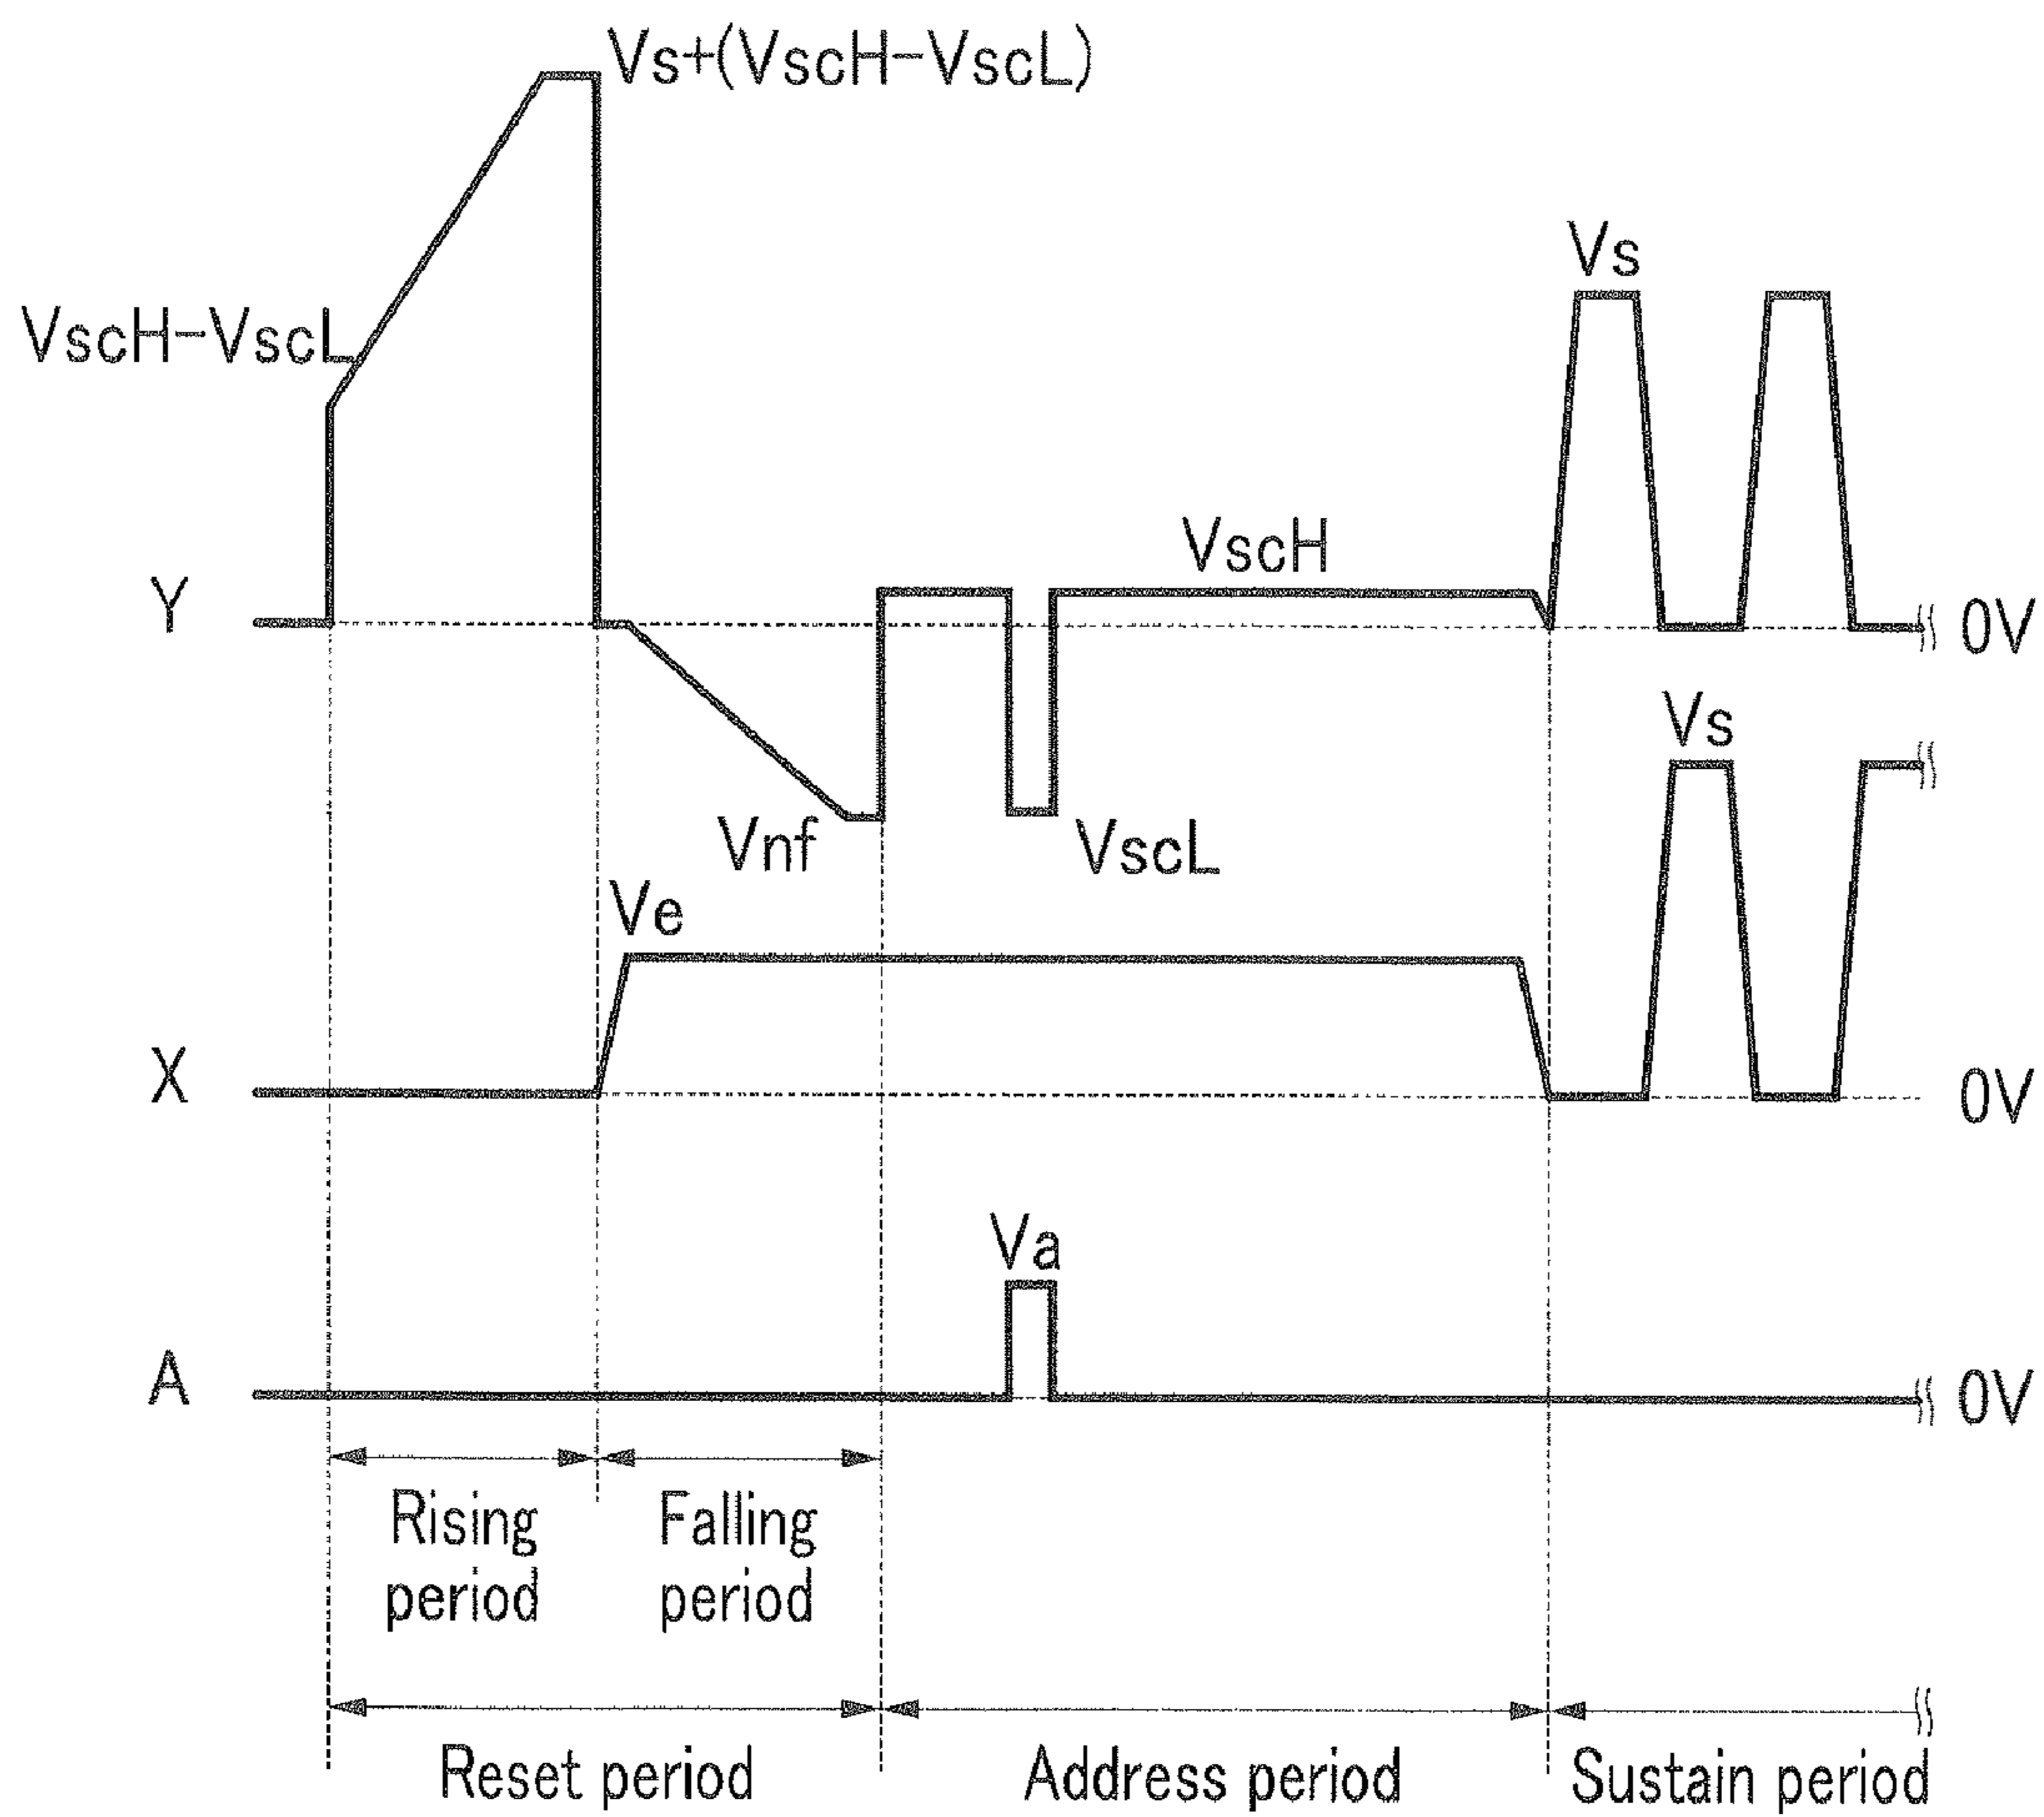 Vs+(VscH-VscL)
Vs
VscH-VscL
VscH
Y
0V
Vs
Vnf
VscL
Ve
X
0V
Va
A
0V
Rising
period
Falling
period
Reset period
Address period
Sustain period